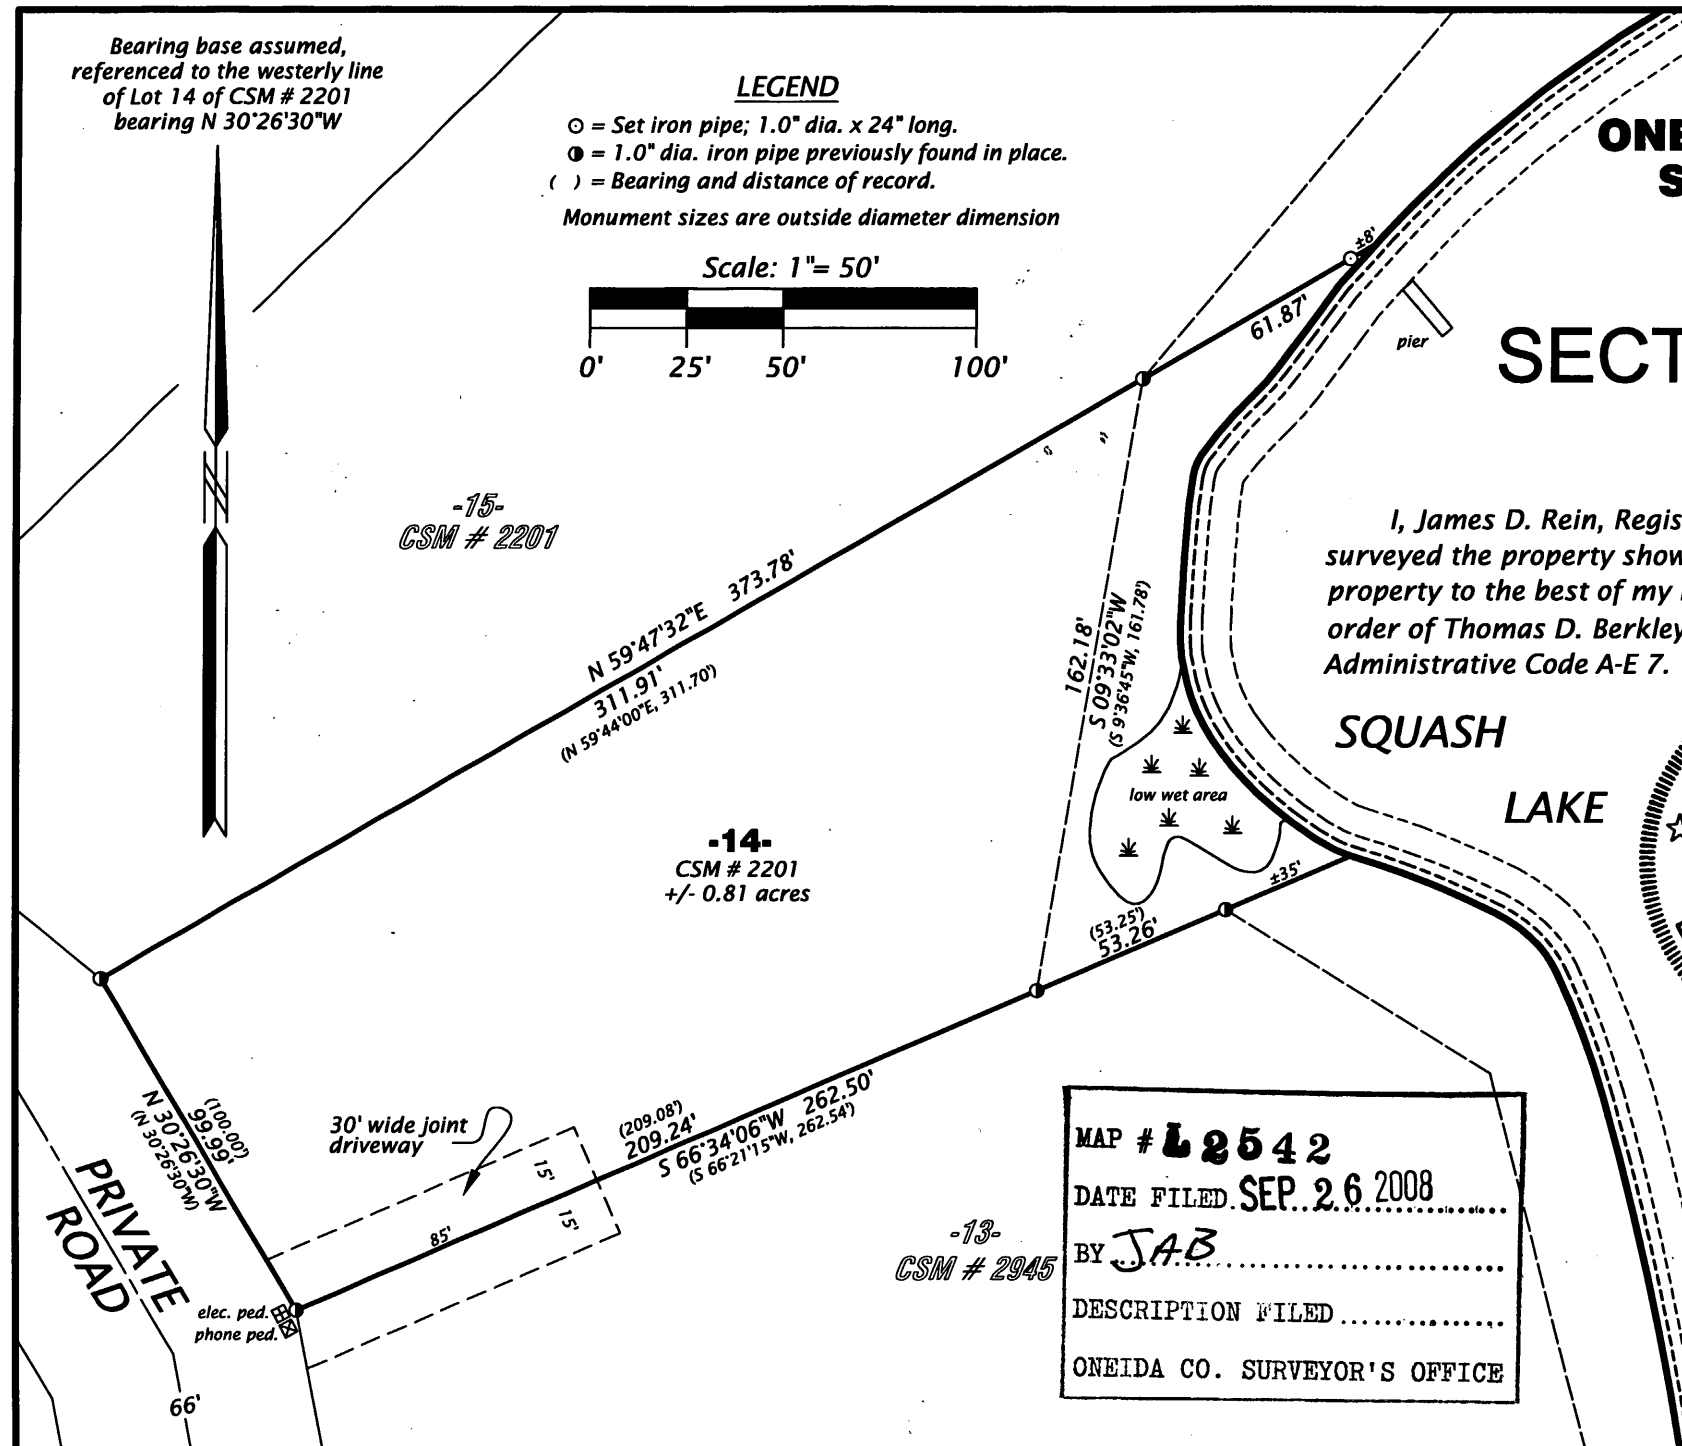 Bearing base assumed,
referenced to the westerly line
of Lot 14 of CSM # 2201
bearing N 30°26'30"W
LEGEND
= Set iron pipe; 1.0" dia. x 24" long.
= 1.0" dia. iron pipe previously found in place.
( ) = Bearing and distance of record.
Monument sizes are outside diameter dimension
Scale: 1"= 50'
0' 25' 50' 100'
ONE
S
SECT
±8'
61.87'
pier
-15-
CSM # 2201
N 59°47'32"E 373.78'
311.91'
(N 59°44'00"E, 311.70')
162.18'
S 09°33'02"W
(S 9°36'45"W, 161.78')
I, James D. Rein, Regis
surveyed the property show
property to the best of my
order of Thomas D. Berkley
Administrative Code A-E 7.
SQUASH
LAKE
low wet area
-14-
CSM # 2201
+/- 0.81 acres
±35'
(53.25')
53.26'
(100.00')
99.99'
N 30°26'30"W
(N 30°26'30"W)
30' wide joint
driveway
15'
15'
85'
(209.08')
209.24'
S 66°34'06"W 262.50'
(S 66°21'15"W, 262.54')
PRIVATE
ROAD
elec. ped.
phone ped.
66'
-13-
CSM # 2945
MAP # L2542
DATE FILED SEP. 26 2008
BY JAB
DESCRIPTION FILED
ONEIDA CO. SURVEYOR'S OFFICE